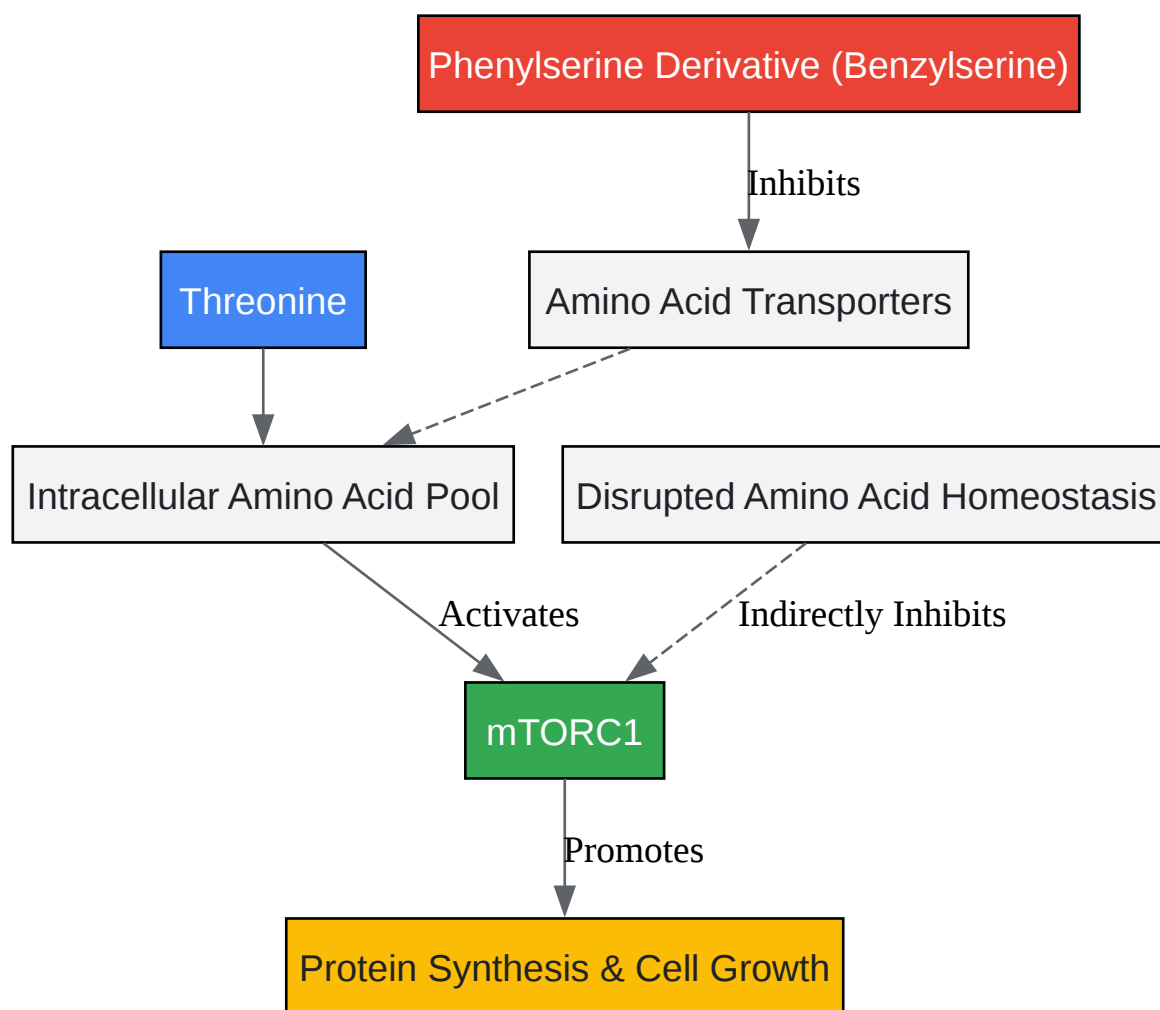 Phenylserine Derivative (Benzylserine)
Inhibits
Threonine
Amino Acid Transporters
Intracellular Amino Acid Pool
Disrupted Amino Acid Homeostasis
Activates
Indirectly Inhibits
mTORC1
Promotes
Protein Synthesis & Cell Growth